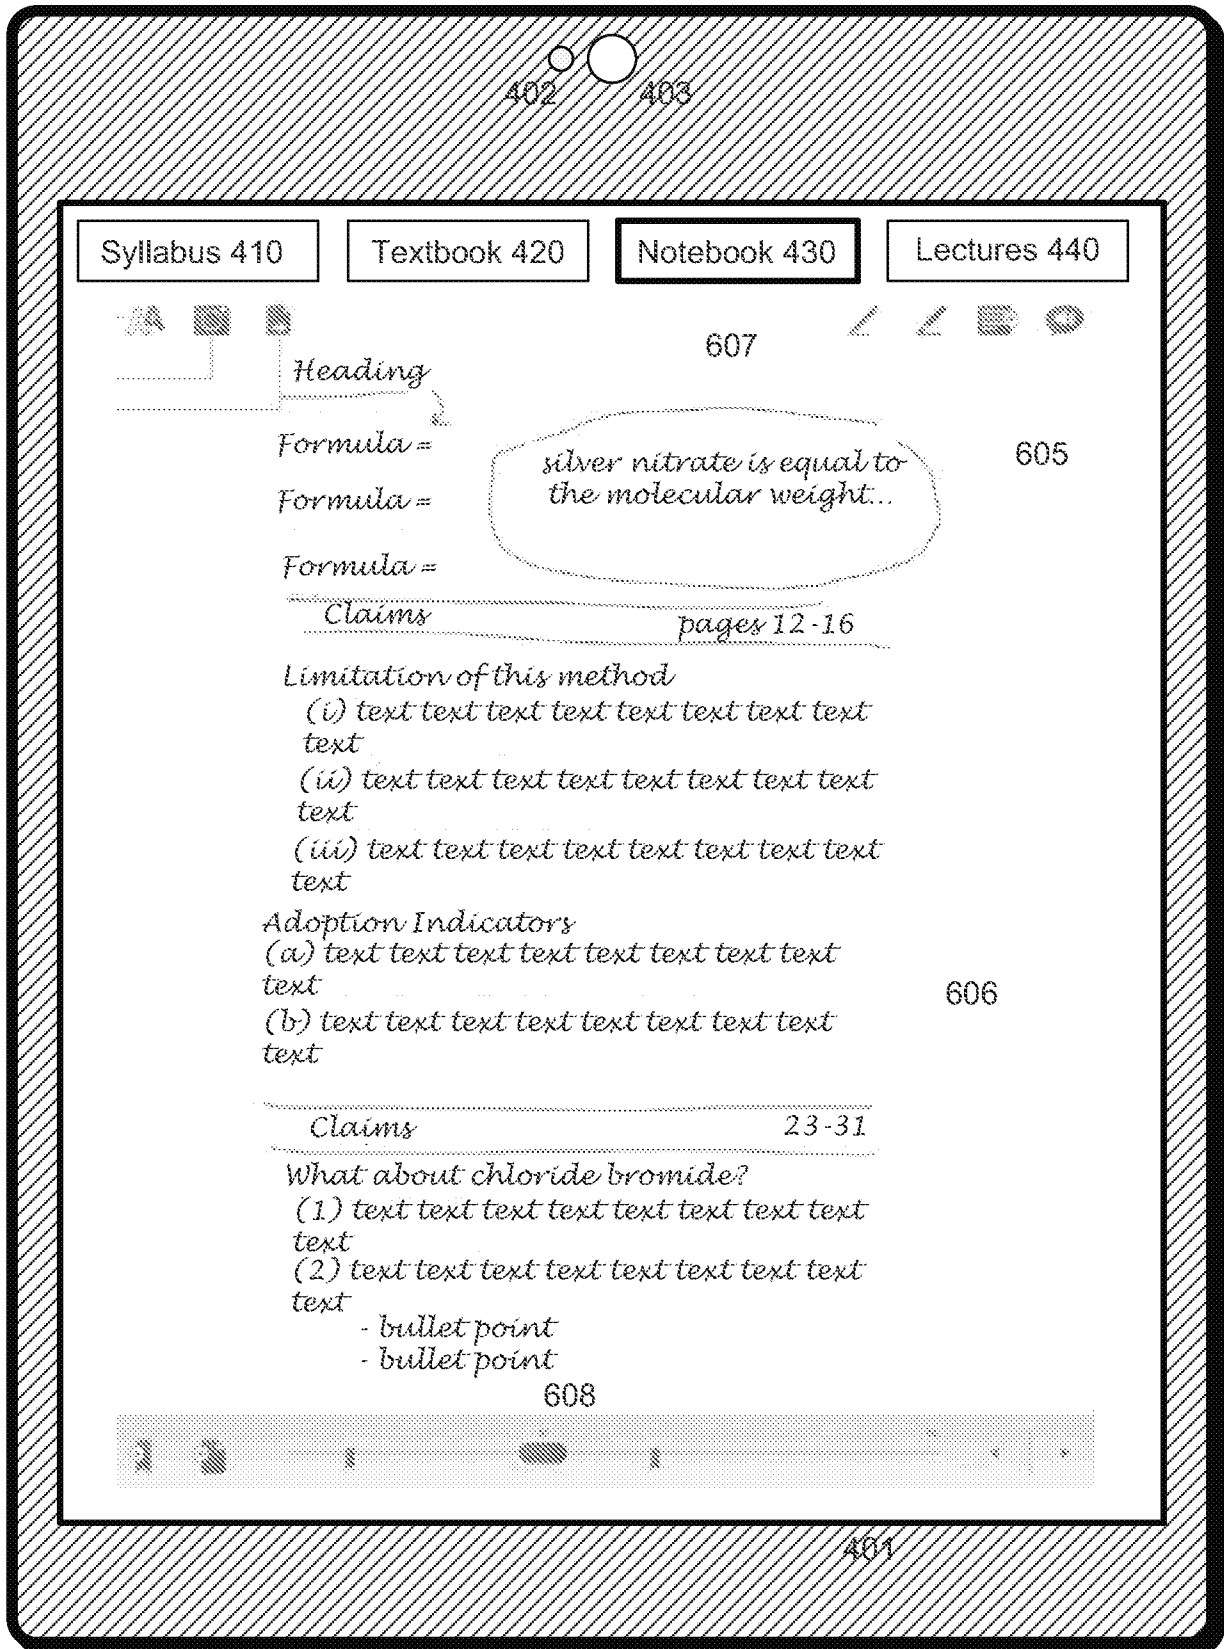 402 403
Syllabus 410 Textbook 420 Notebook 430 Lectures 440
607
Heading
605
Formula =
silver nitrate is equal to
the molecular weight...
Formula =
Formula =
Claims pages 12-16
Limitation of this method
(i) text text text text text text text text
text
(ii) text text text text text text text text
text
(iii) text text text text text text text text
text
Adoption Indicators
(a) text text text text text text text text
text
606
(b) text text text text text text text text
text
Claims 23-31
What about chloride bromide?
(1) text text text text text text text text
text
(2) text text text text text text text text
text
- bullet point
- bullet point
608
401